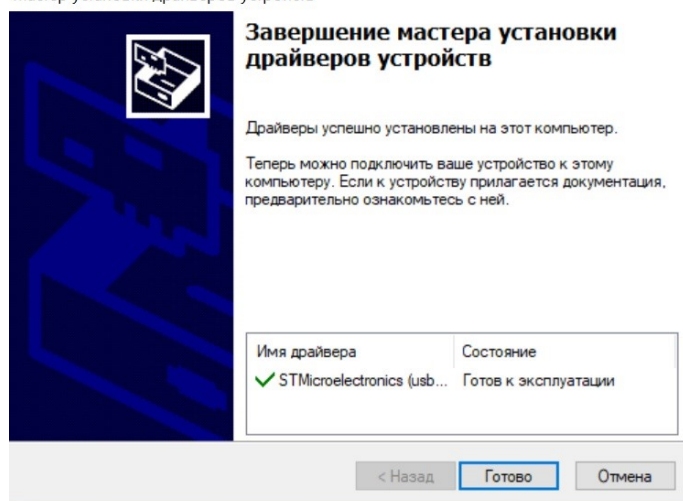 Завершение мастера установки
драйверов устройств
Драйверы успешно установлены на этот компьютер.
Теперь можно подключить ваше устройство к этому
компьютеру. Если к устройству прилагается документация,
предварительно ознакомьтесь с ней.
Имя драйвера Состояние
STMicroelectronics (usb... Готов к эксплуатации
< Назад Готово Отмена